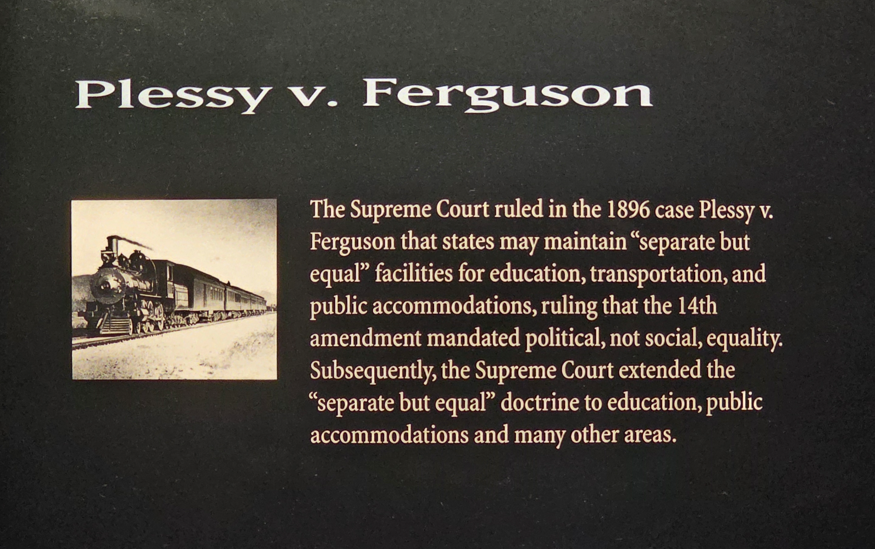 Plessy v. Ferguson
The Supreme Court ruled in the 1896 case Plessy v.
Ferguson that states may maintain “separate but
equal” facilities for education, transportation, and
public accommodations, ruling that the 14th
amendment mandated political, not social, equality.
Subsequently, the Supreme Court extended the
“separate but equal” doctrine to education, public
accommodations and many other areas.